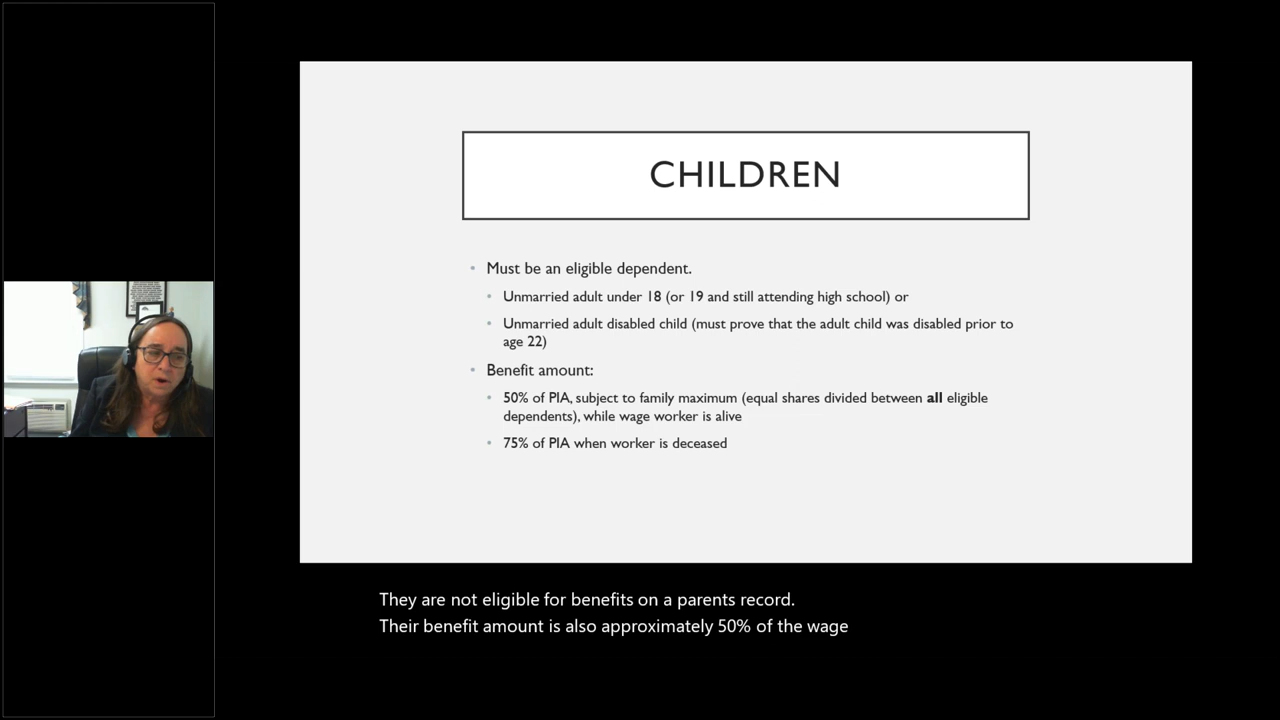 CHILDREN
• Must be an eligible dependent.
• Unmarried adult under 18 (or 19 and still attending high school) or
• Unmarried adult disabled child (must prove that the adult child was disabled prior to
age 22)
• Benefit amount:
• 50% of PIA, subject to family maximum (equal shares divided between all eligible
dependents), while wage worker is alive
• 75% of PIA when worker is deceased
They are not eligible for benefits on a parents record.
Their benefit amount is also approximately 50% of the wage